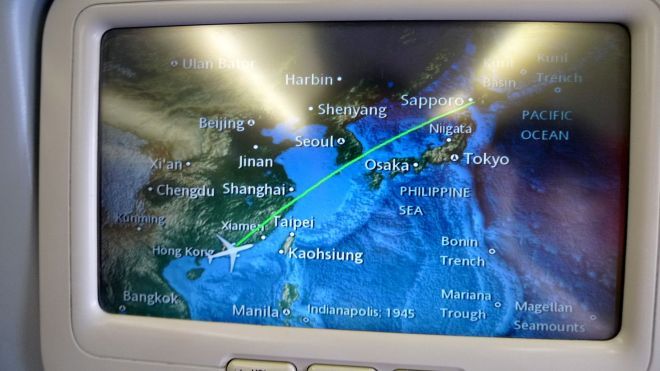 Ulan Bator
Kuril
Basin
Kuril
Trench
Harbin
Shenyang
Sapporo
Beijing
Niigata
PACIFIC
OCEAN
Seoul
Jinan
Xi'an
Osaka
Tokyo
Chengdu
Shanghai
PHILIPPINE
SEA
Kunming
Xiamen
Taipei
Hong Kong
Kaohsiung
Bonin
Trench
Bangkok
Manila
Indianapolis; 1945
Mariana
Trough
Magellan
Seamounts